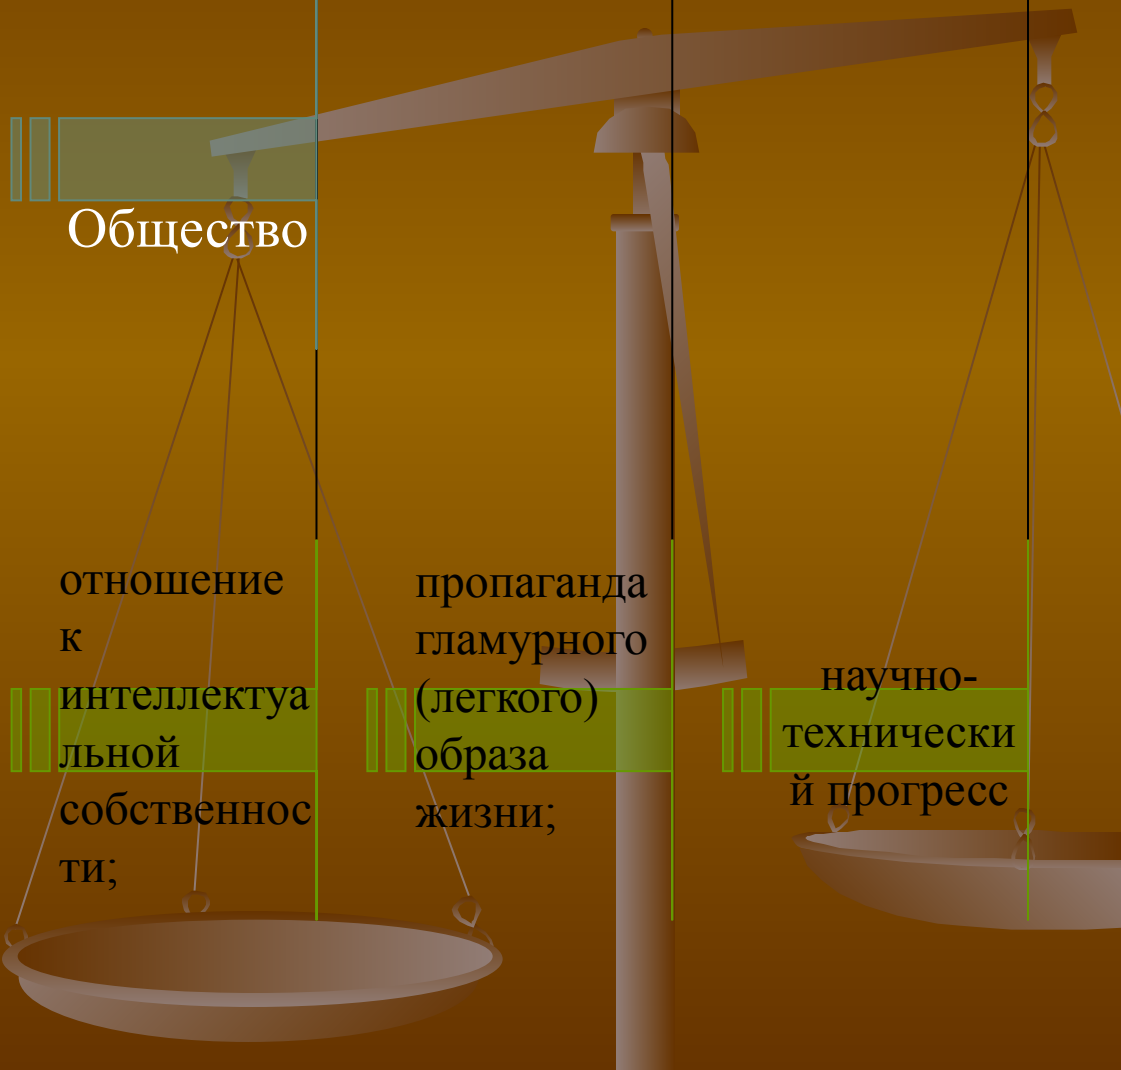 Общество
отношение
к
интеллектуа
льной
собственнос
ти;
пропаганда
гламурного
(легкого)
образа
жизни;
научно-
технически
й прогресс